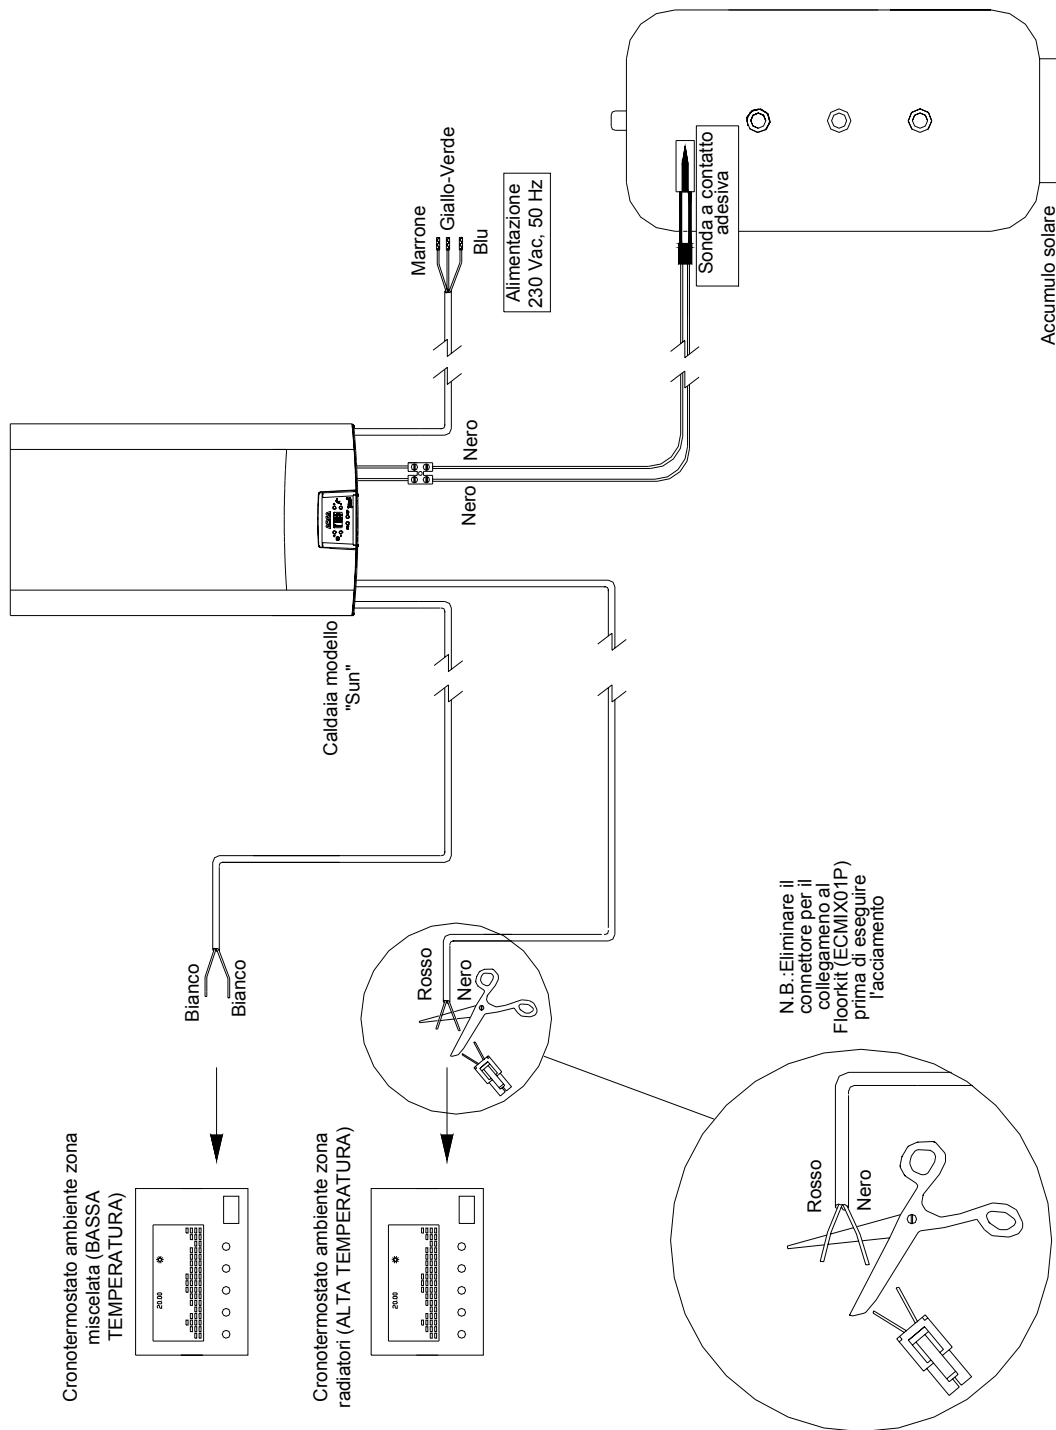 Marrone
Giallo-Verde
Blu
Alimentazione
230 Vac, 50 Hz
Sonda a contatto
adesiva
Accumulo solare
Nero
Nero
Caldaia modello
"Sun"
Bianco
Bianco
Rosso
Nero
N.B.:Eliminare il
connettore per il
collegameno al
Floorkit (ECMIX01P)
prima di eseguire
l'acciamento
Cronotermostato ambiente zona
miscelata (BASSA
TEMPERATURA)
20.00
Cronotermostato ambiente zona
radiatori (ALTA TEMPERATURA)
20.00
Rosso
Nero